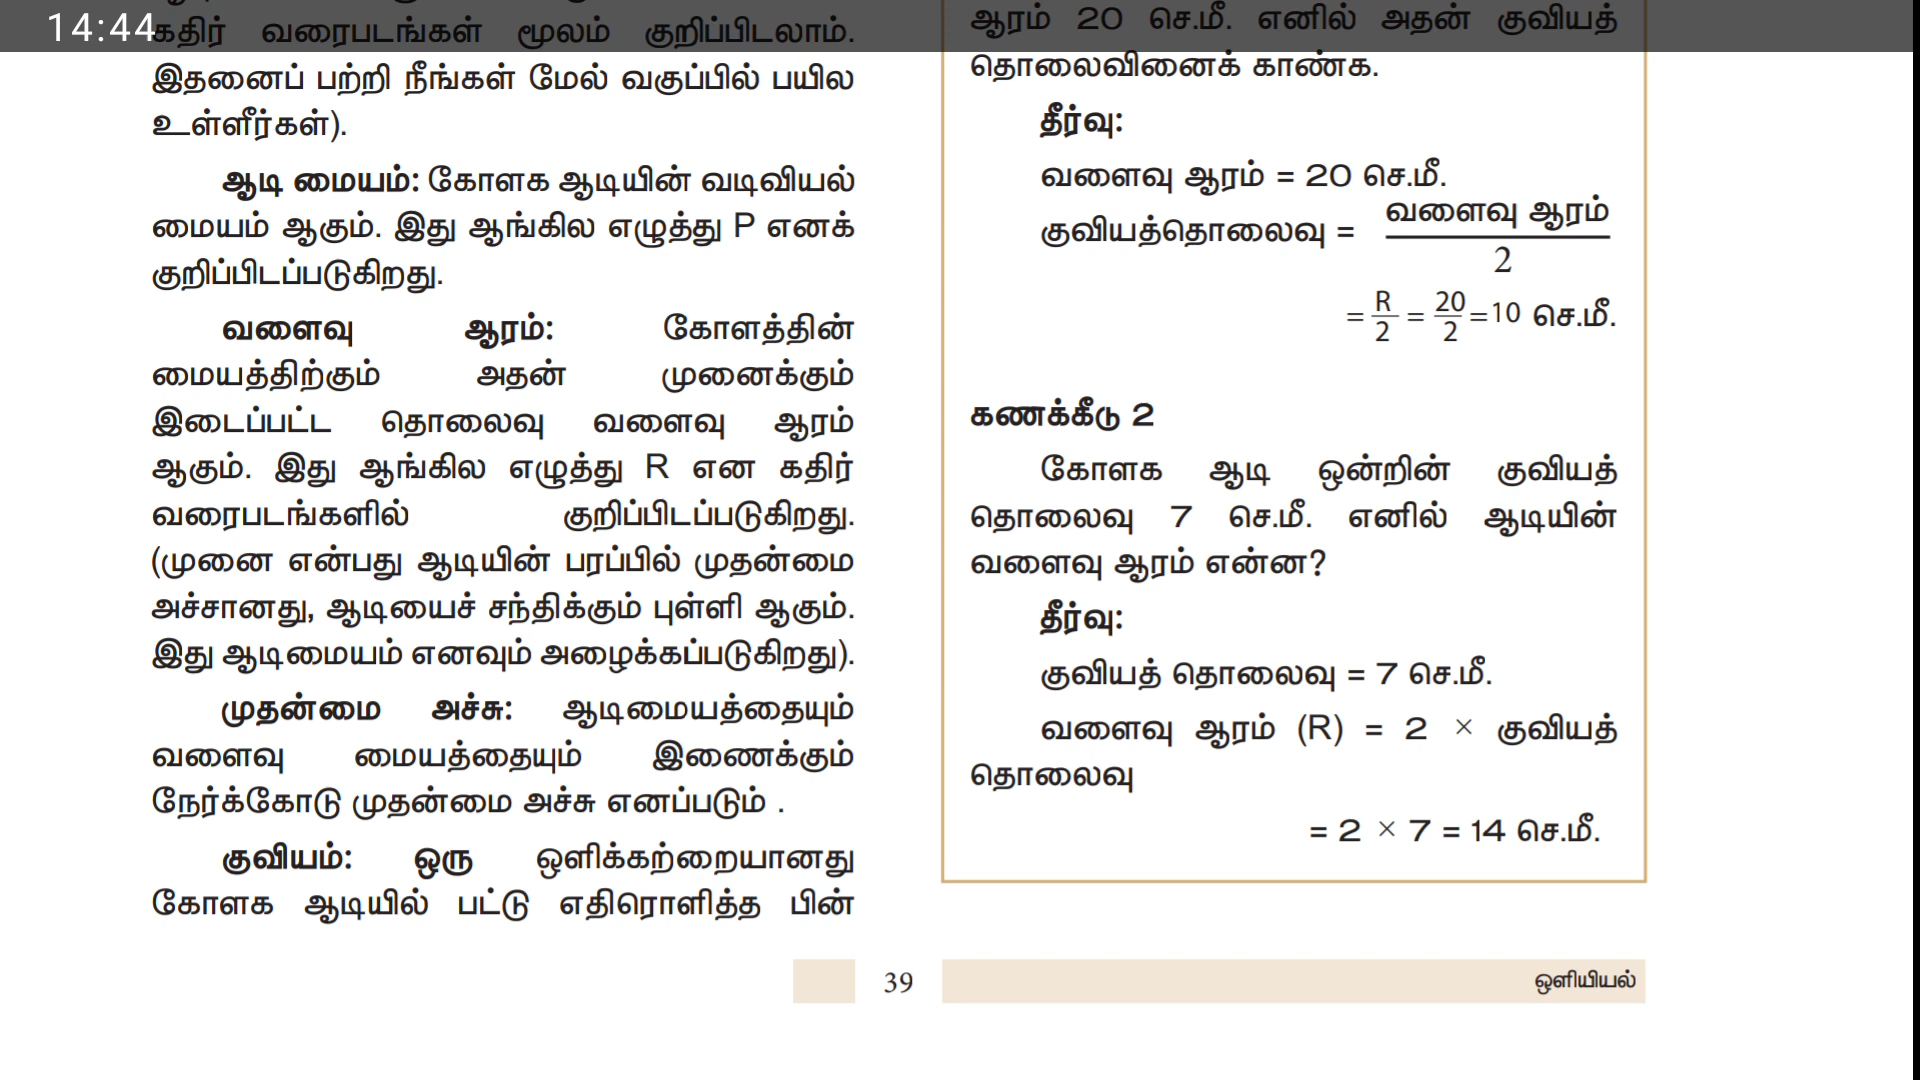 14:44
கதிர் வரைபடங்கள் மூலம் குறிப்பிடலாம்.
இதனைப் பற்றி நீங்கள் மேல் வகுப்பில் பயில
உள்ளீர்கள்).
ஆடி மையம்: கோளக ஆடியின் வடிவியல்
மையம் ஆகும். இது ஆங்கில எழுத்து P எனக்
குறிப்பிடப்படுகிறது.
வளைவு ஆரம்: கோளத்தின்
மையத்திற்கும் அதன் முனைக்கும்
இடைப்பட்ட தொலைவு வளைவு ஆரம்
ஆகும். இது ஆங்கில எழுத்து R என கதிர்
வரைபடங்களில் குறிப்பிடப்படுகிறது.
(முனை என்பது ஆடியின் பரப்பில் முதன்மை
அச்சானது, ஆடியைச் சந்திக்கும் புள்ளி ஆகும்.
இது ஆடிமையம் எனவும் அழைக்கப்படுகிறது).
முதன்மை அச்சு: ஆடிமையத்தையும்
வளைவு மையத்தையும் இணைக்கும்
நேர்க்கோடு முதன்மை அச்சு எனப்படும் .
குவியம்: ஒரு ஒளிக்கற்றையானது
கோளக ஆடியில் பட்டு எதிரொளித்த பின்
ஆரம் 20 செ.மீ. எனில் அதன் குவியத்
தொலைவினைக் காண்க.
தீர்வு:
வளைவு ஆரம் = 20 செ.மீ.
குவியத்தொலைவு = வளைவு ஆரம் / 2
= R/2 = 20/2 =10 செ.மீ.
கணக்கீடு 2
கோளக ஆடி ஒன்றின் குவியத்
தொலைவு 7 செ.மீ. எனில் ஆடியின்
வளைவு ஆரம் என்ன?
தீர்வு:
குவியத் தொலைவு = 7 செ.மீ.
வளைவு ஆரம் (R) = 2 × குவியத்
தொலைவு
= 2 × 7 = 14 செ.மீ.
39
ஒளியியல்